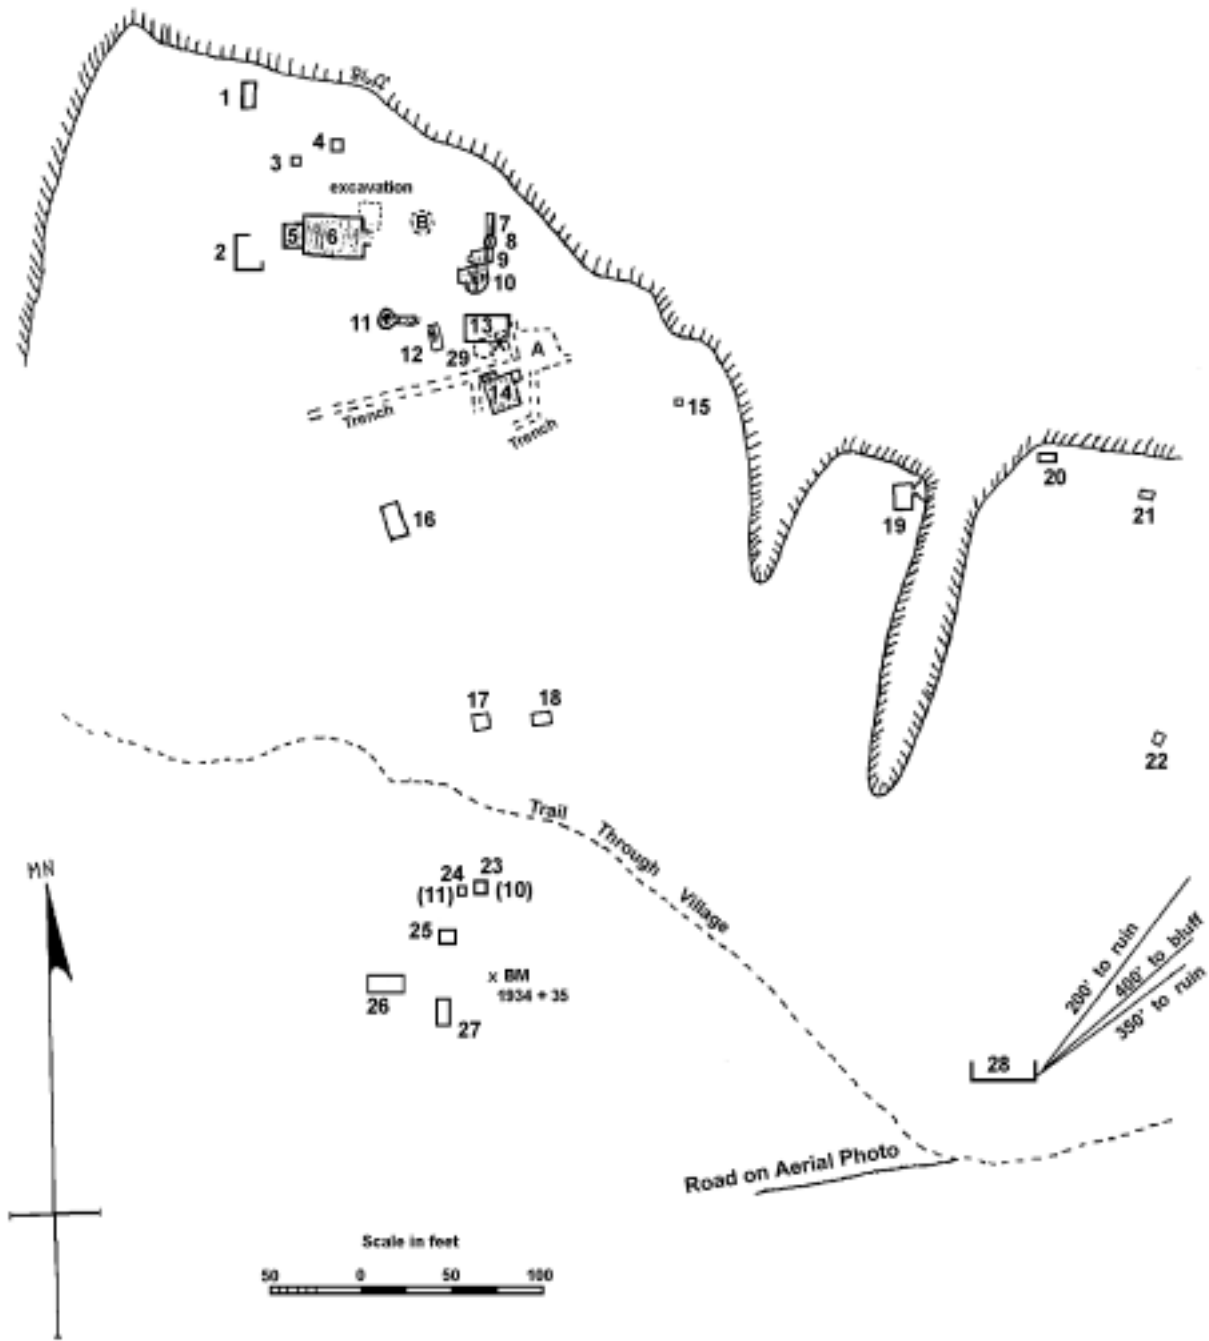 Bluff
1
4
3
excavation
B
7
5
6
8
2
9
10
11
13
12
29
A
14
Trench
Trench
15
20
21
19
16
17
18
22
Trail
Through
Village
MN
24
23
(11)
(10)
25
x BM
1934 + 35
26
27
200' to ruin
400' to bluff
350' to ruin
28
Road on Aerial Photo
Scale in feet
50 0 50 100